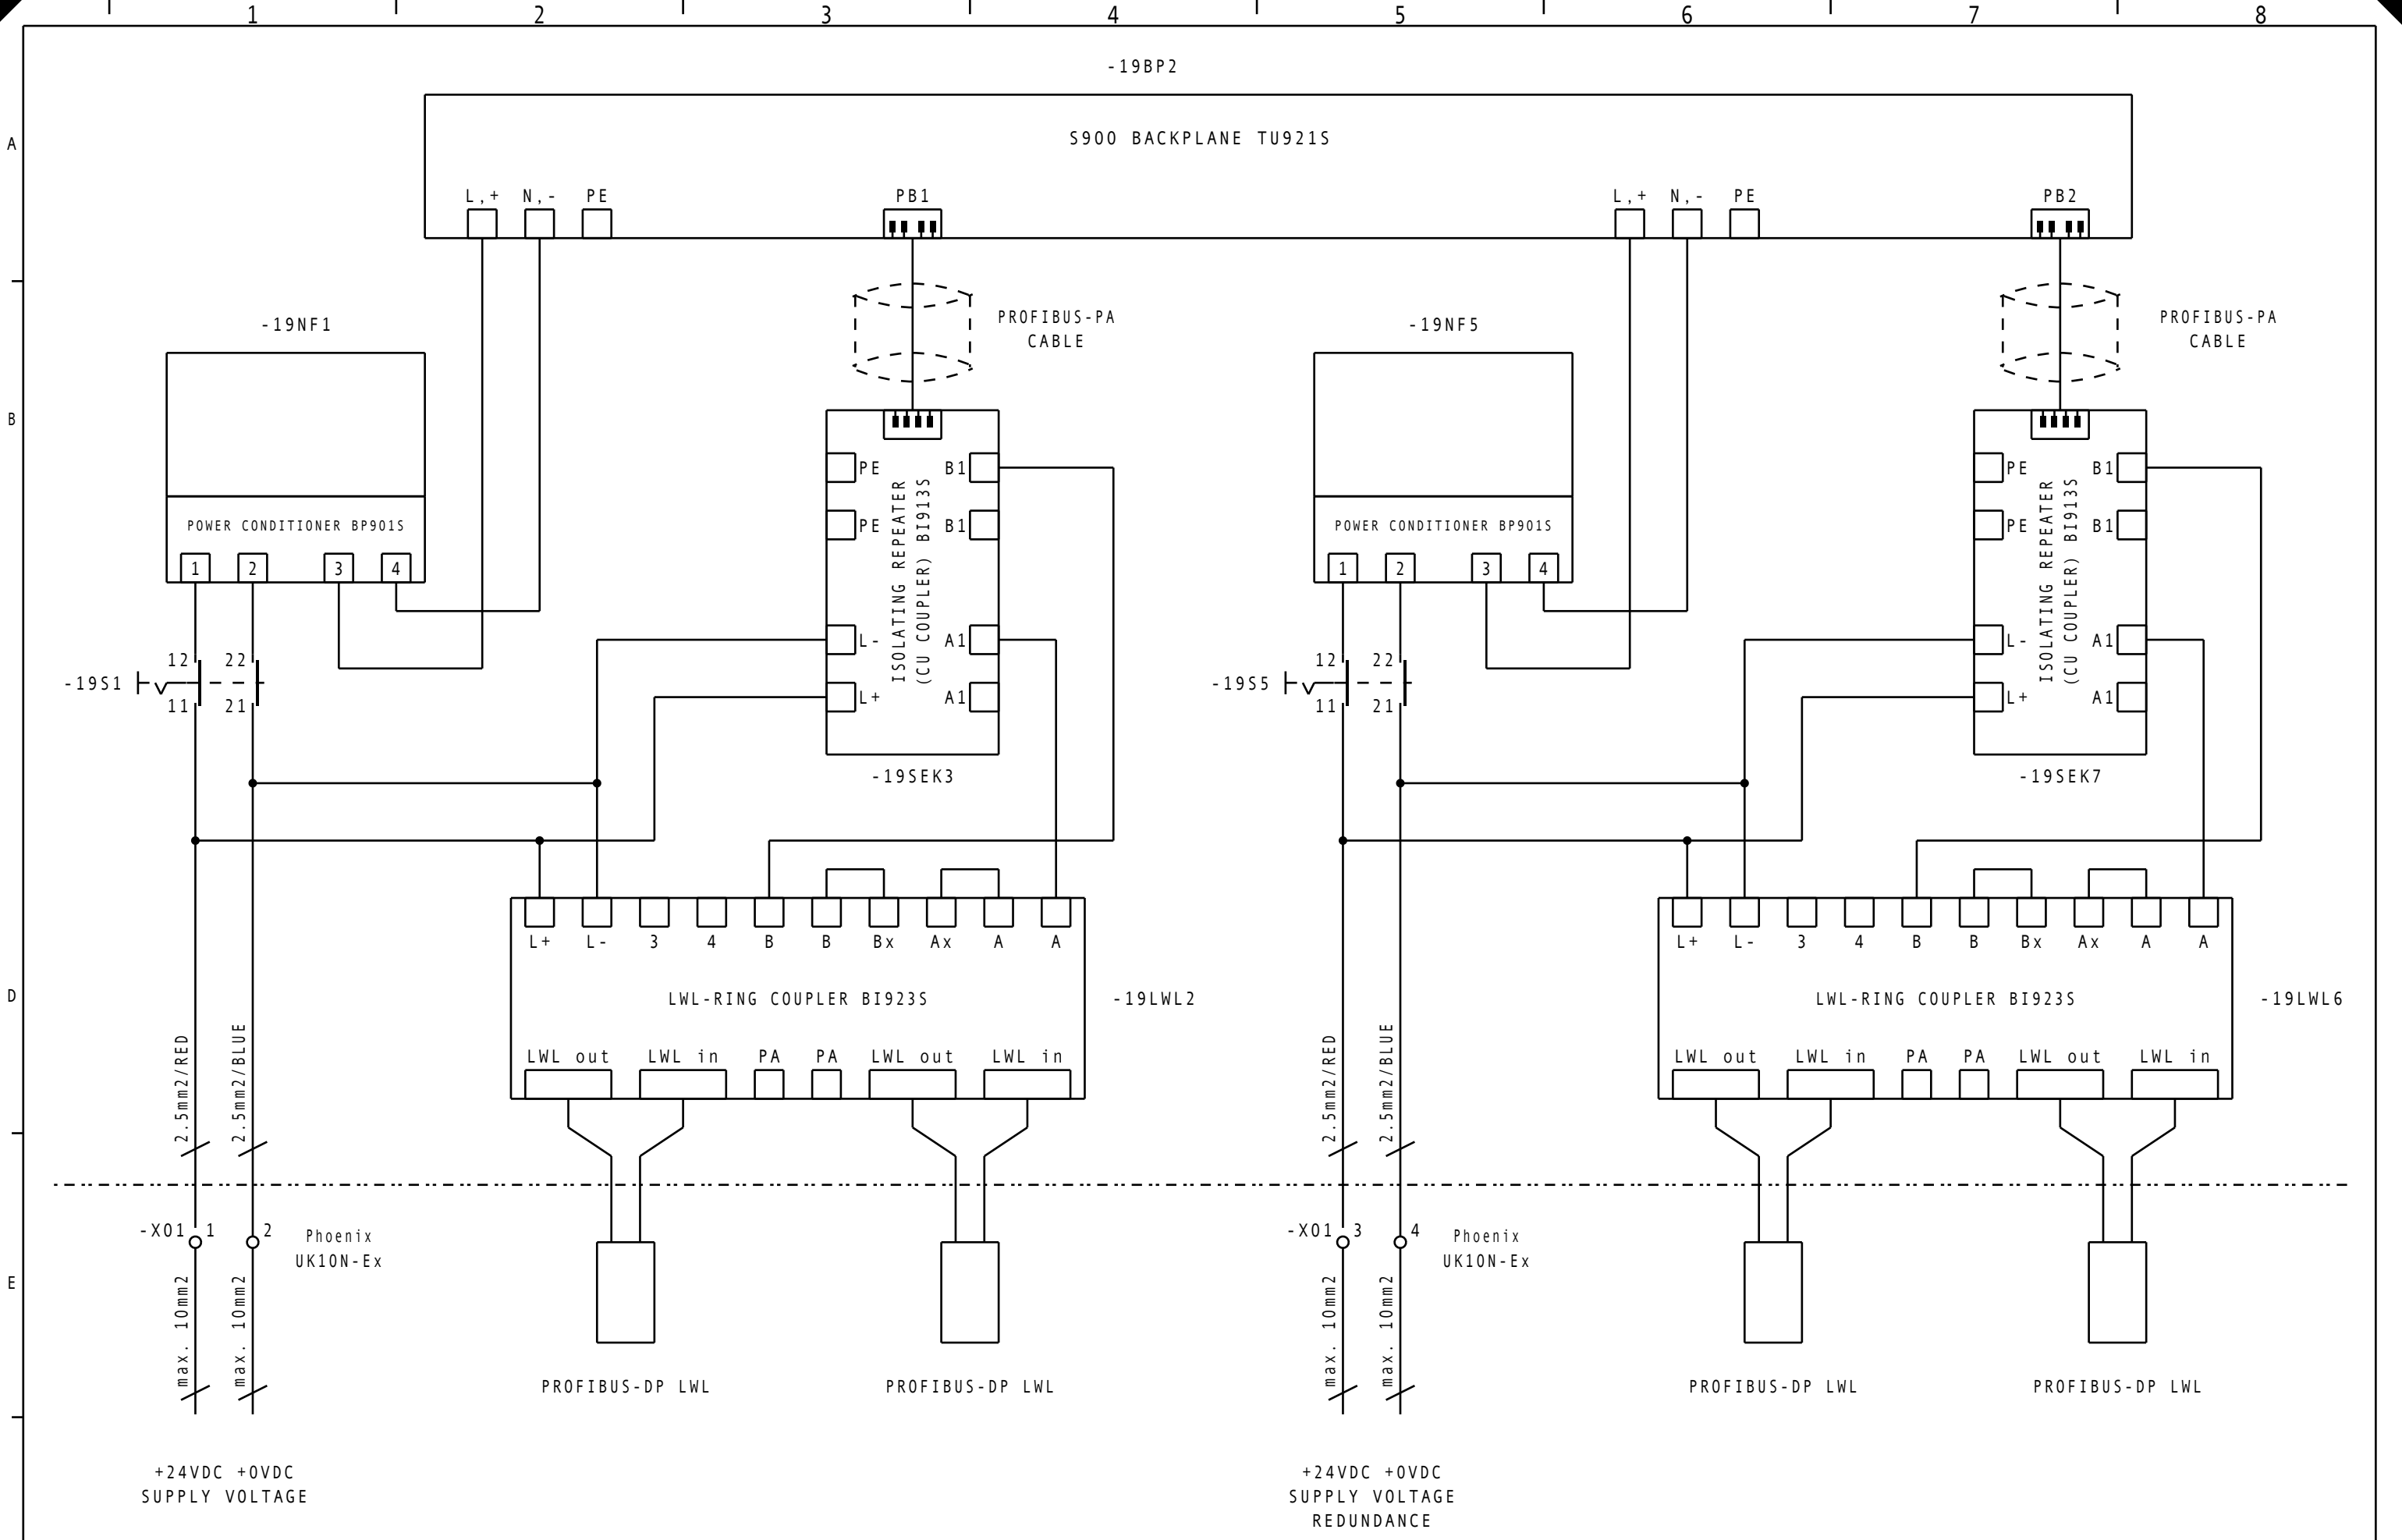 1 2 3 4 5 6 7 8
-19BP2
A
S900 BACKPLANE TU921S
L,+ N,- PE PB1 L,+ N,- PE PB2
-19NF1
PROFIBUS-PA
CABLE
-19NF5
PROFIBUS-PA
CABLE
B
POWER CONDITIONER BP901S
1 2 3 4
PE B1
PE B1
L- A1
L+ A1
ISOLATING REPEATER
(CU COUPLER) BI913S
-19SEK3
POWER CONDITIONER BP901S
1 2 3 4
PE B1
PE B1
L- A1
L+ A1
ISOLATING REPEATER
(CU COUPLER) BI913S
-19SEK7
12 22
-19S1
11 21
12 22
-19S5
11 21
L+ L- 3 4 B B Bx Ax A A
LWL-RING COUPLER BI923S
-19LWL2
LWL out LWL in PA PA LWL out LWL in
L+ L- 3 4 B B Bx Ax A A
LWL-RING COUPLER BI923S
-19LWL6
LWL out LWL in PA PA LWL out LWL in
D
2.5mm2/RED
2.5mm2/BLUE
2.5mm2/RED
2.5mm2/BLUE
-X01 1 2
Phoenix
UK10N-Ex
-X01 3 4
Phoenix
UK10N-Ex
E
max. 10mm2
max. 10mm2
max. 10mm2
max. 10mm2
PROFIBUS-DP LWL
PROFIBUS-DP LWL
PROFIBUS-DP LWL
PROFIBUS-DP LWL
+24VDC +0VDC
SUPPLY VOLTAGE
+24VDC +0VDC
SUPPLY VOLTAGE
REDUNDANCE